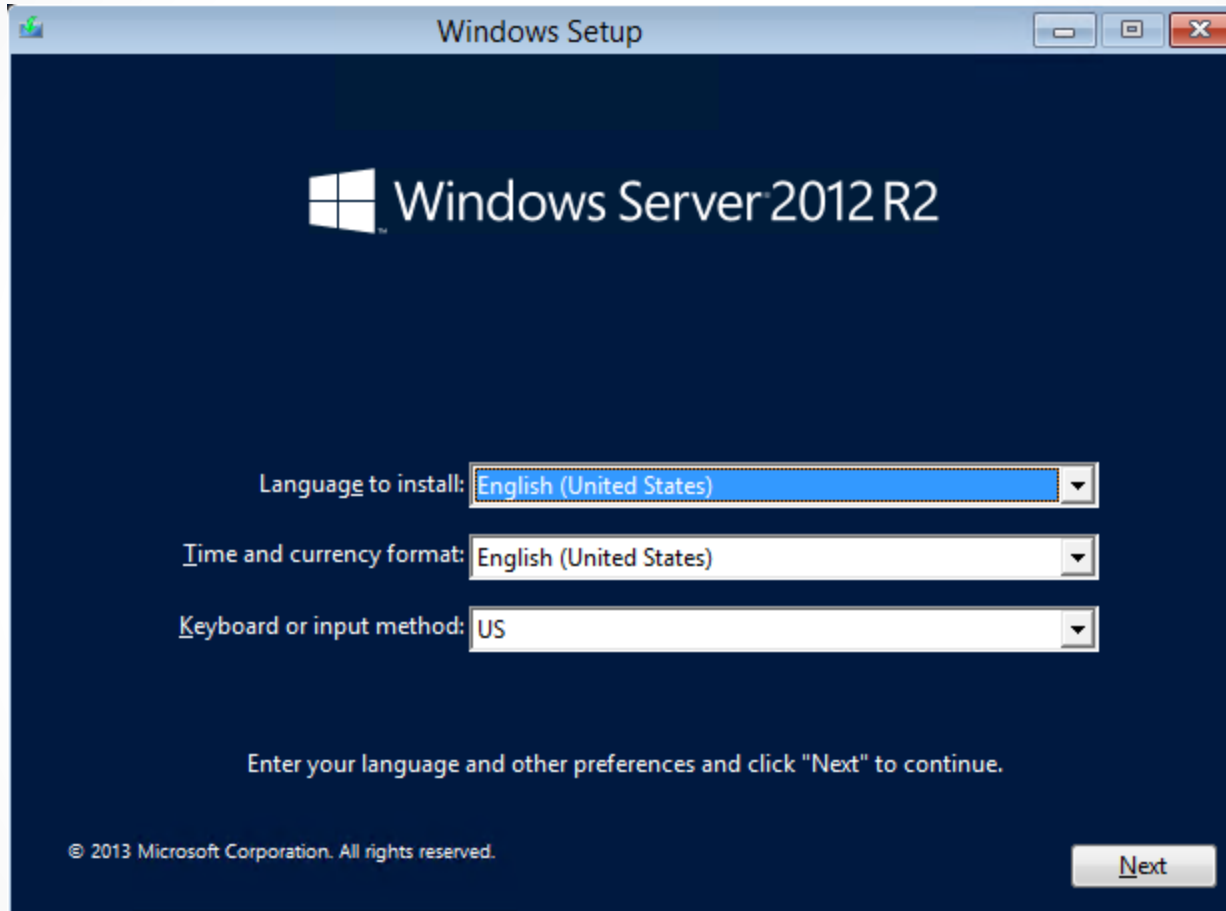 Windows Setup
Windows Server 2012 R2
Language to install: English (United States)
Time and currency format: English (United States)
Keyboard or input method: US
Enter your language and other preferences and click "Next" to continue.
© 2013 Microsoft Corporation. All rights reserved.
Next